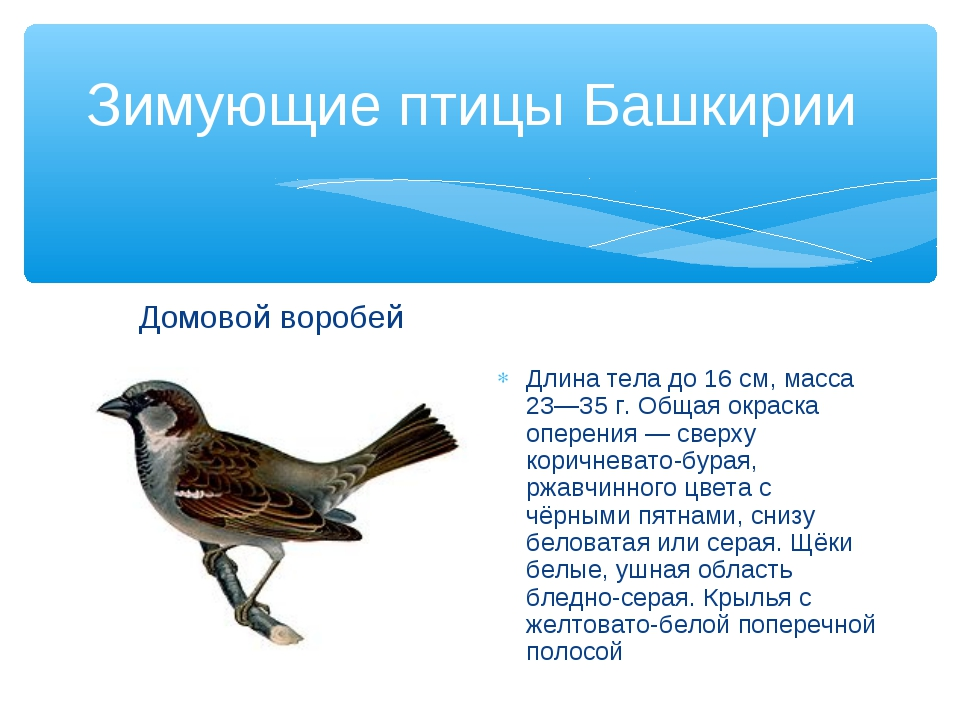 Зимующие птицы Башкирии
Домовой воробей
Длина тела до 16 см, масса
23—35 г. Общая окраска
оперения — сверху
коричневато-бурая,
ржавчинного цвета с
чёрными пятнами, снизу
беловатая или серая. Щёки
белые, ушная область
бледно-серая. Крылья с
желтовато-белой поперечной
полосой